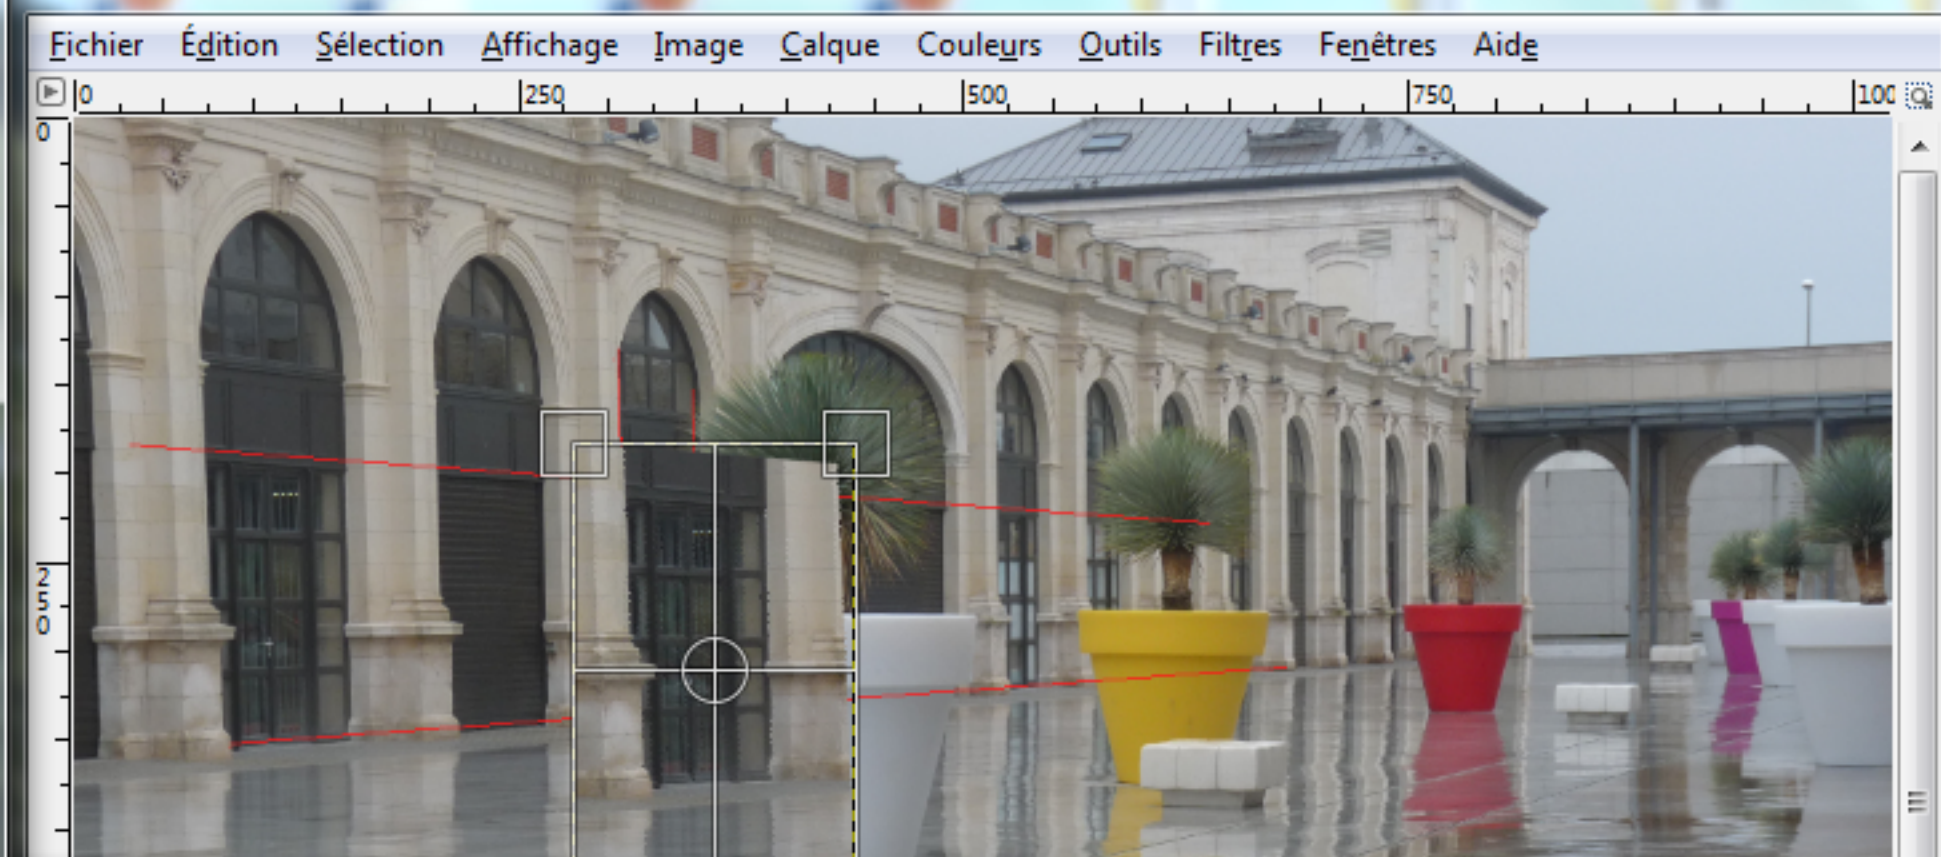 Fichier Édition Sélection Affichage Image Calque Couleurs Outils Filtres Fenêtres Aide
0 250 500 750 100
0
250